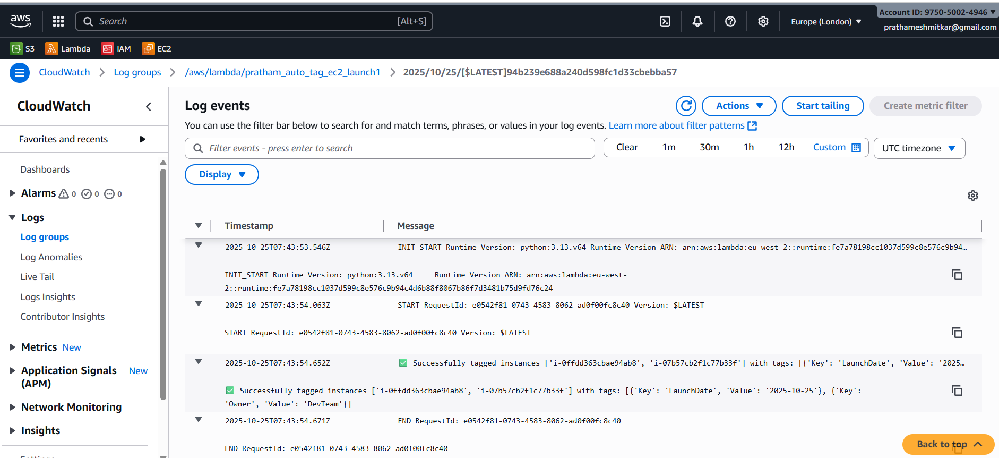 aws
Search [Alt+S]
Europe (London)
Account ID: 9750-5002-4946
prathameshmitkar@gmail.com
S3 Lambda IAM EC2
CloudWatch Log groups /aws/lambda/pratham_auto_tag_ec2_launch1 2025/10/25/[$LATEST]94b239e688a240d598fc1d33cbebba57
CloudWatch
Favorites and recents
Dashboards
Alarms 0 0 0
Logs
Log groups
Log Anomalies
Live Tail
Logs Insights
Contributor Insights
Metrics New
Application Signals New
(APM)
Network Monitoring
Insights
Log events
Actions
Start tailing
Create metric filter
You can use the filter bar below to search for and match terms, phrases, or values in your log events. Learn more about filter patterns
Filter events - press enter to search
Clear 1m 30m 1h 12h Custom
UTC timezone
Display
Timestamp Message
2025-10-25T07:43:53.546Z INIT_START Runtime Version: python:3.13.v64 Runtime Version ARN: arn:aws:lambda:eu-west-2::runtime:fe7a78198cc1037d599c8e576c9b94…
INIT_START Runtime Version: python:3.13.v64 Runtime Version ARN: arn:aws:lambda:eu-west-
2::runtime:fe7a78198cc1037d599c8e576c9b94c4d6b88f8067b86f7d3481b75d9fd76c24
2025-10-25T07:43:54.063Z START RequestId: e0542f81-0743-4583-8062-ad0f00fc8c40 Version: $LATEST
START RequestId: e0542f81-0743-4583-8062-ad0f00fc8c40 Version: $LATEST
2025-10-25T07:43:54.652Z ✅ Successfully tagged instances ['i-0ffdd363cbae94ab8', 'i-07b57cb2f1c77b33f'] with tags: [{'Key': 'LaunchDate', 'Value': '2025…
✅ Successfully tagged instances ['i-0ffdd363cbae94ab8', 'i-07b57cb2f1c77b33f'] with tags: [{'Key': 'LaunchDate', 'Value': '2025-10-25'}, {'Key':
'Owner', 'Value': 'DevTeam'}]
2025-10-25T07:43:54.671Z END RequestId: e0542f81-0743-4583-8062-ad0f00fc8c40
END RequestId: e0542f81-0743-4583-8062-ad0f00fc8c40
Back to top